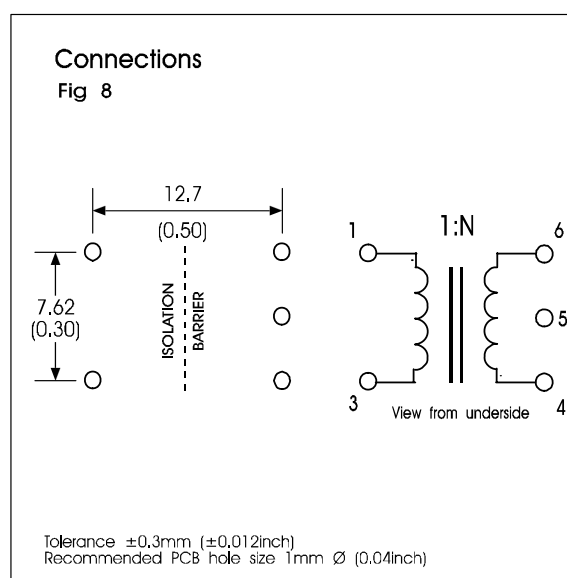 Connections
Fig 8
12.7
(0.50)
7.62
(0.30)
ISOLATION
BARRIER
1
1:N
6
5
3
4
View from underside
Tolerance ±0.3mm (±0.012inch)
Recommended PCB hole size 1mm Ø (0.04inch)